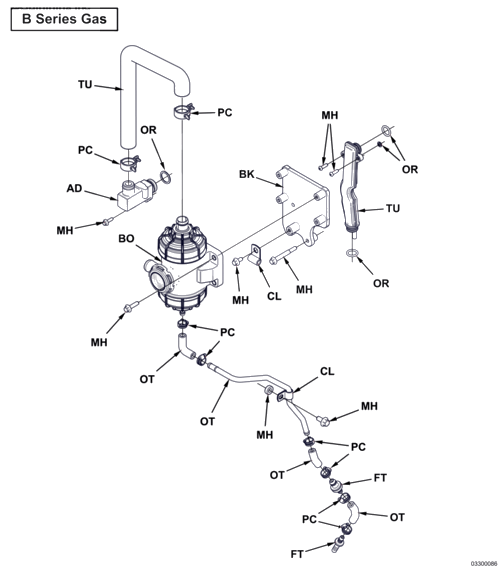 B Series Gas
TU
PC
MH
OR
PC
OR
BK
AD
TU
MH
BO
OR
CL
MH
MH
MH
PC
OT
CL
OT
MH
MH
PC
OT
FT
PC
OT
FT
03300086